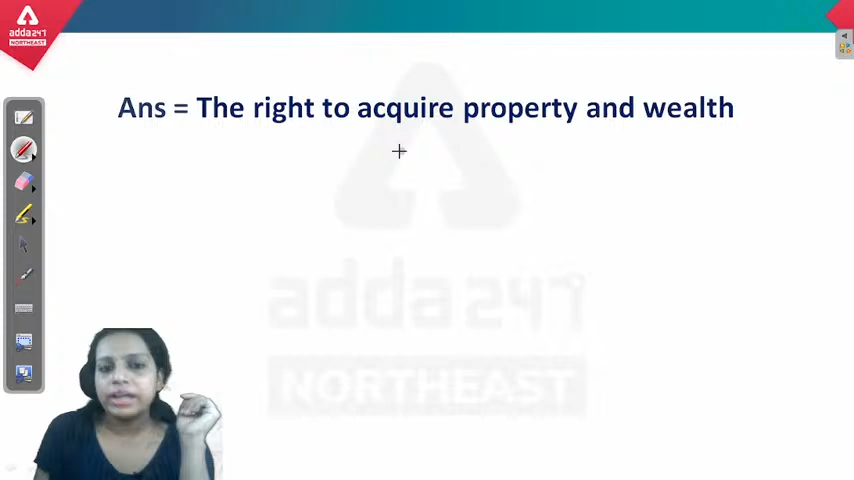 adda247
NORTHEAST
Ans = The right to acquire property and wealth
adda247
NORTHEAST